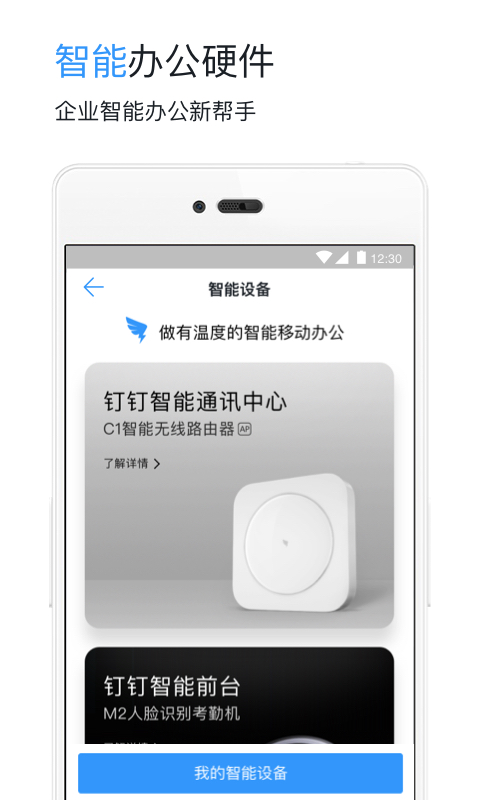 智能办公硬件
企业智能办公新帮手
12:30
智能设备
做有温度的智能移动办公
钉钉智能通讯中心
C1智能无线路由器 AP
了解详情 >
钉钉智能前台
M2人脸识别考勤机
我的智能设备